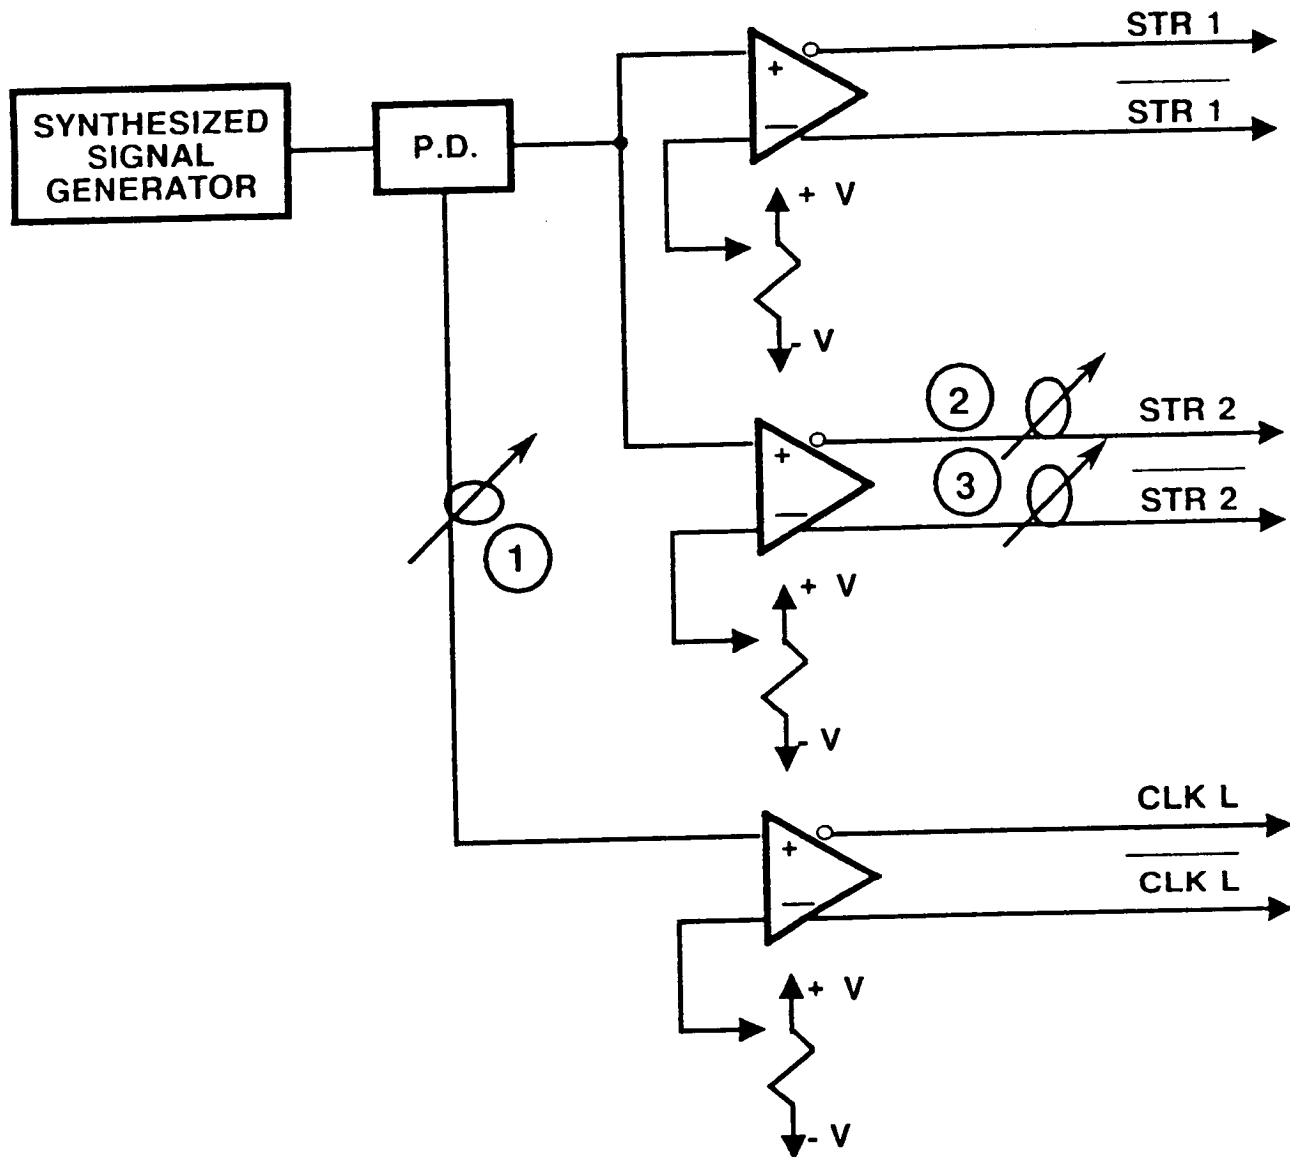 STR 1
STR 1
SYNTHESIZED
SIGNAL
GENERATOR
P.D.
+
—
+ V
- V
2
STR 2
3
STR 2
+
—
1
+ V
- V
CLK L
CLK L
+
—
+ V
- V